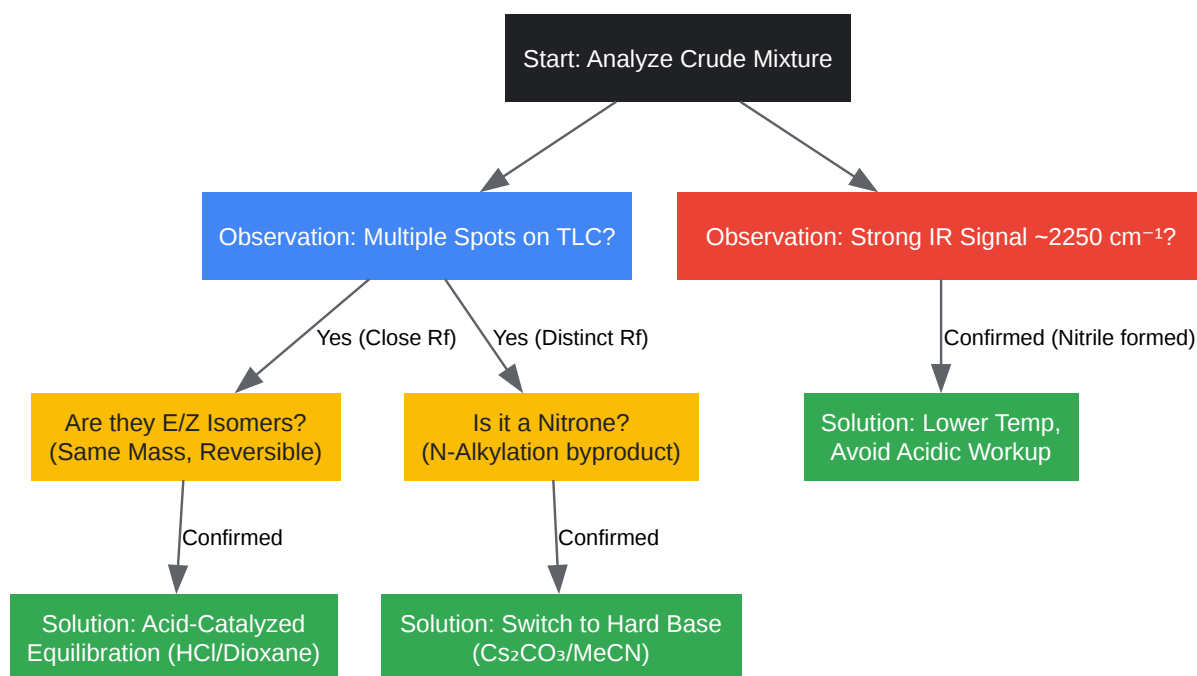 Start: Analyze Crude Mixture
Observation: Multiple Spots on TLC?
Observation: Strong IR Signal ~2250 cm⁻¹?
Yes (Close Rf)
Yes (Distinct Rf)
Confirmed (Nitrile formed)
Are they E/Z Isomers?
(Same Mass, Reversible)
Is it a Nitrone?
(N-Alkylation byproduct)
Solution: Lower Temp,
Avoid Acidic Workup
Confirmed
Confirmed
Solution: Acid-Catalyzed
Equilibration (HCl/Dioxane)
Solution: Switch to Hard Base
(Cs₂CO₃/MeCN)